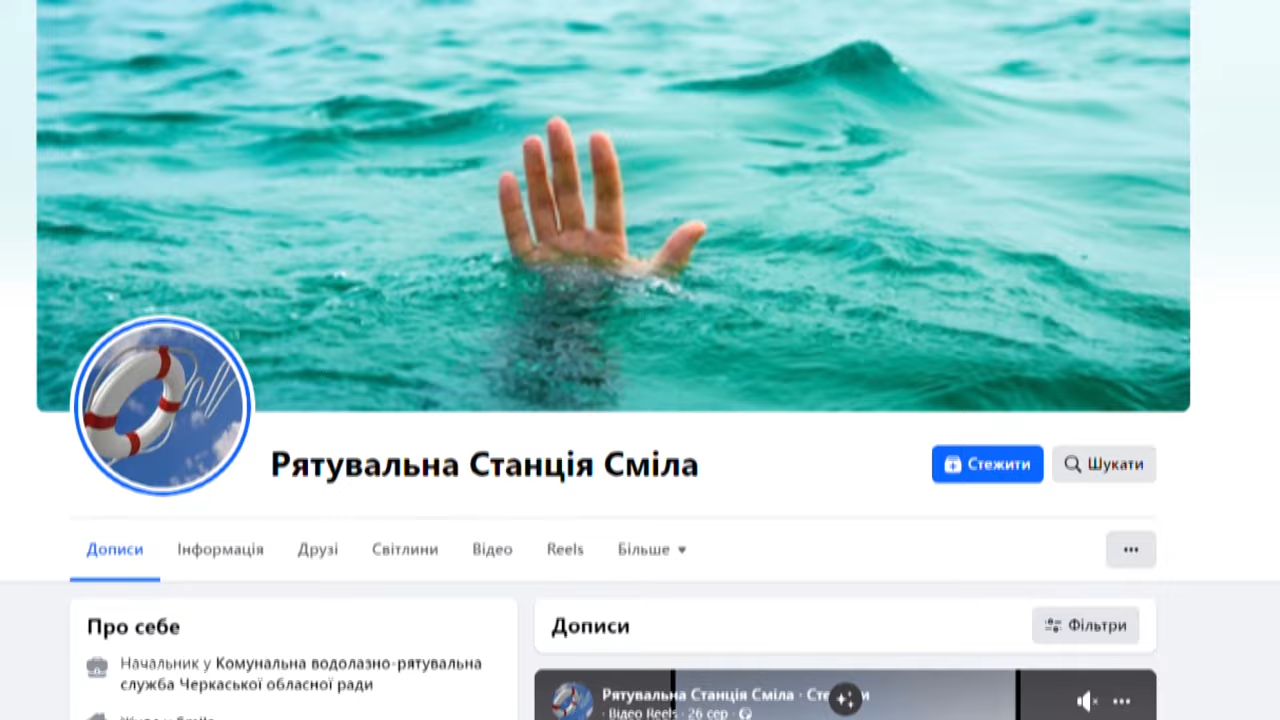 Рятувальна Станція Сміла
Стежити
Шукати
Дописи
Інформація
Друзі
Світлини
Відео
Reels
Більше
Про себе
Начальник у Комунальна водолазно-рятувальна
служба Черкаської обласної ради
Дописи
Фільтри
Рятувальна Станція Сміла ·
Відео Reels · 26 сер ·